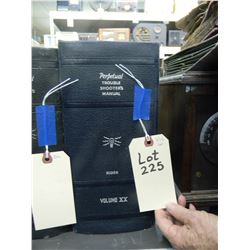 Perpetual
TROUBLE
SHOOTER'S
MANUAL
RIDER
VOLUME XX
Lot
225